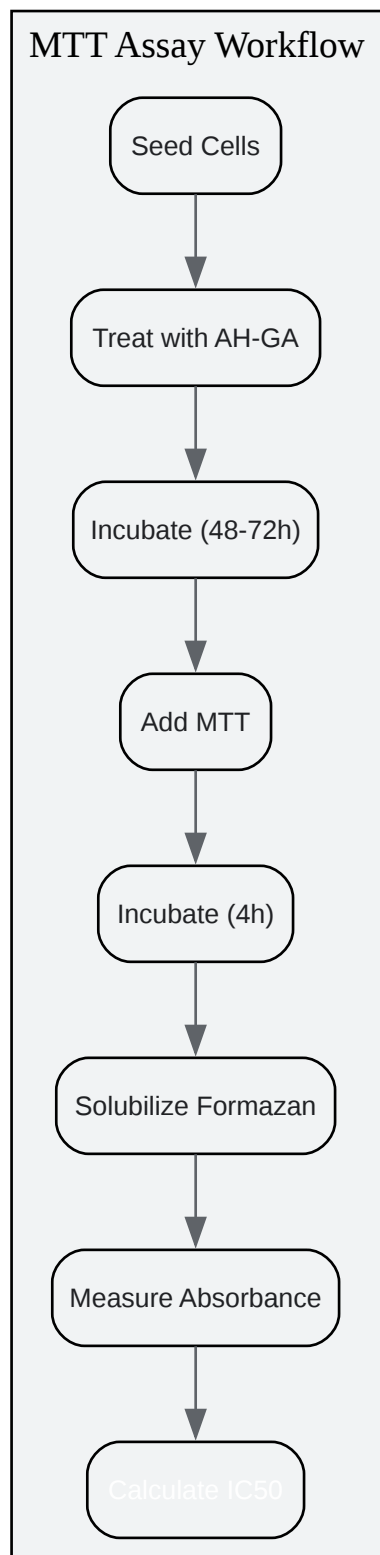 MTT Assay Workflow
Seed Cells
Treat with AH-GA
Incubate (48-72h)
Add MTT
Incubate (4h)
Solubilize Formazan
Measure Absorbance
Calculate IC50